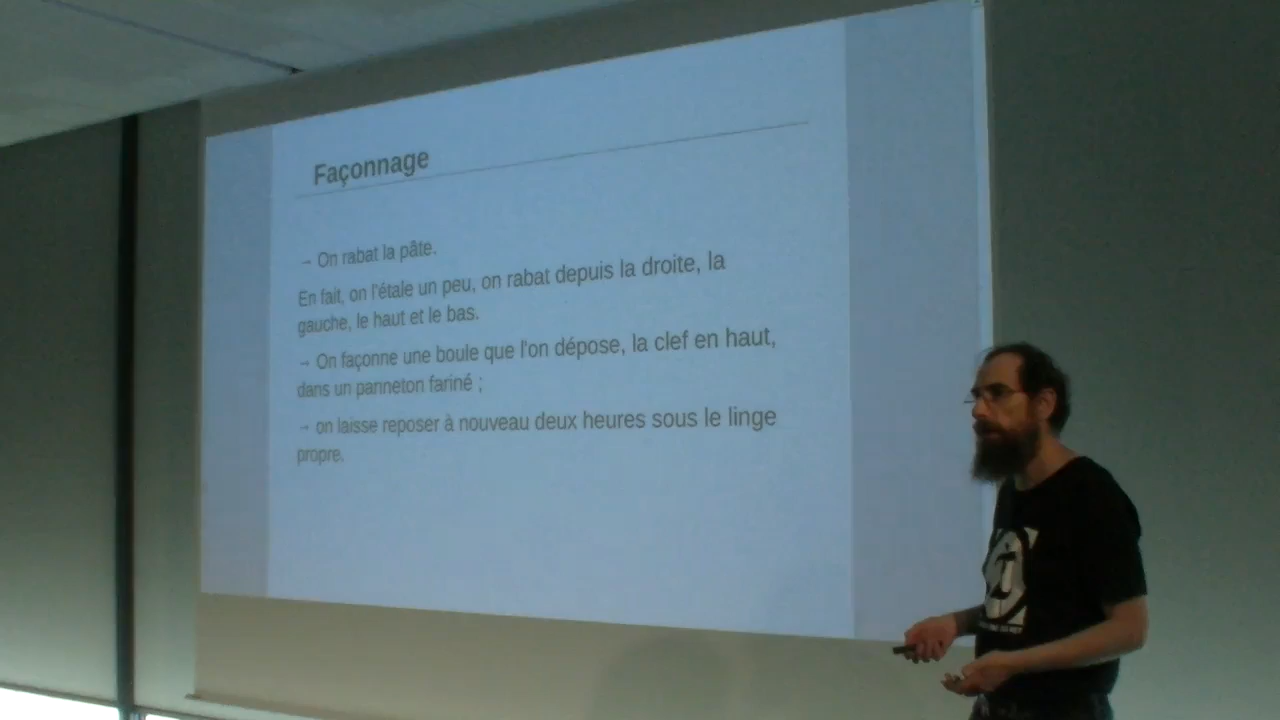 Façonnage
→ On rabat la pâte.
En fait, on l'étale un peu, on rabat depuis la droite, la
gauche, le haut et le bas.
→ On façonne une boule que l'on dépose, la clef en haut,
dans un panneton fariné ;
→ on laisse reposer à nouveau deux heures sous le linge
propre.